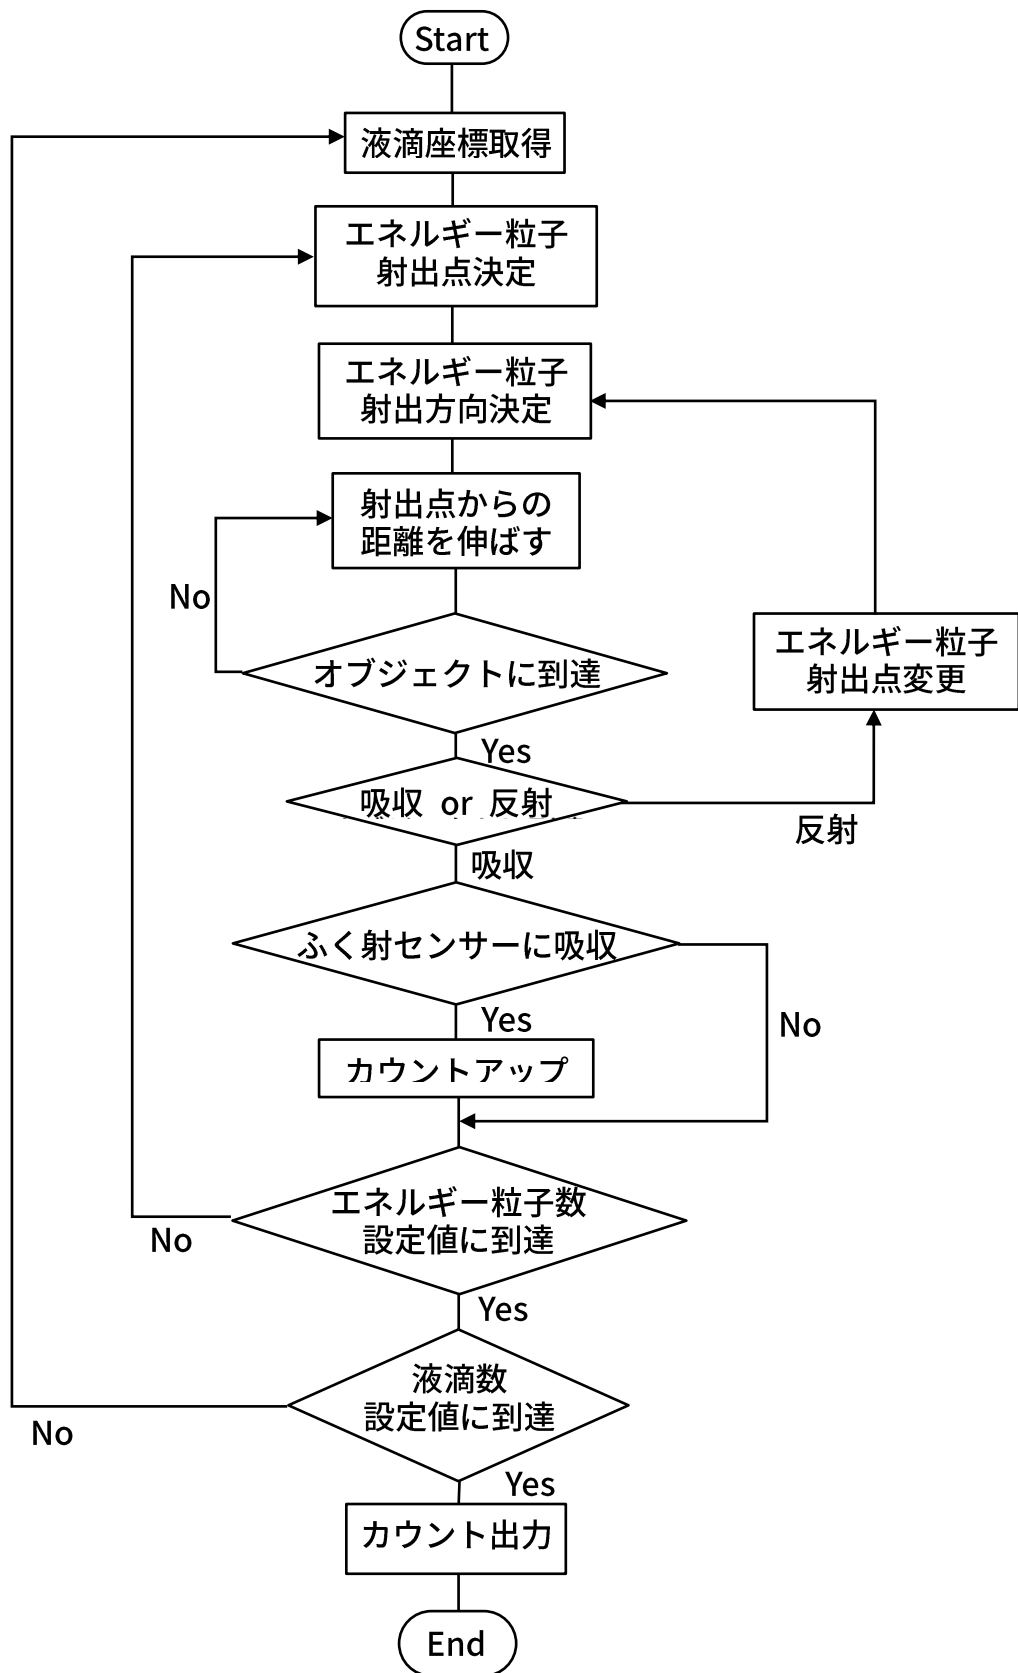 Start
液滴座標取得
エネルギー粒子
射出点決定
エネルギー粒子
射出方向決定
射出点からの
距離を伸ばす
No
オブジェクトに到達
エネルギー粒子
射出点変更
Yes
吸収 or 反射
反射
吸収
ふく射センサーに吸収
Yes
No
カウントアップ
エネルギー粒子数
設定値に到達
No
Yes
液滴数
設定値に到達
No
Yes
カウント出力
End